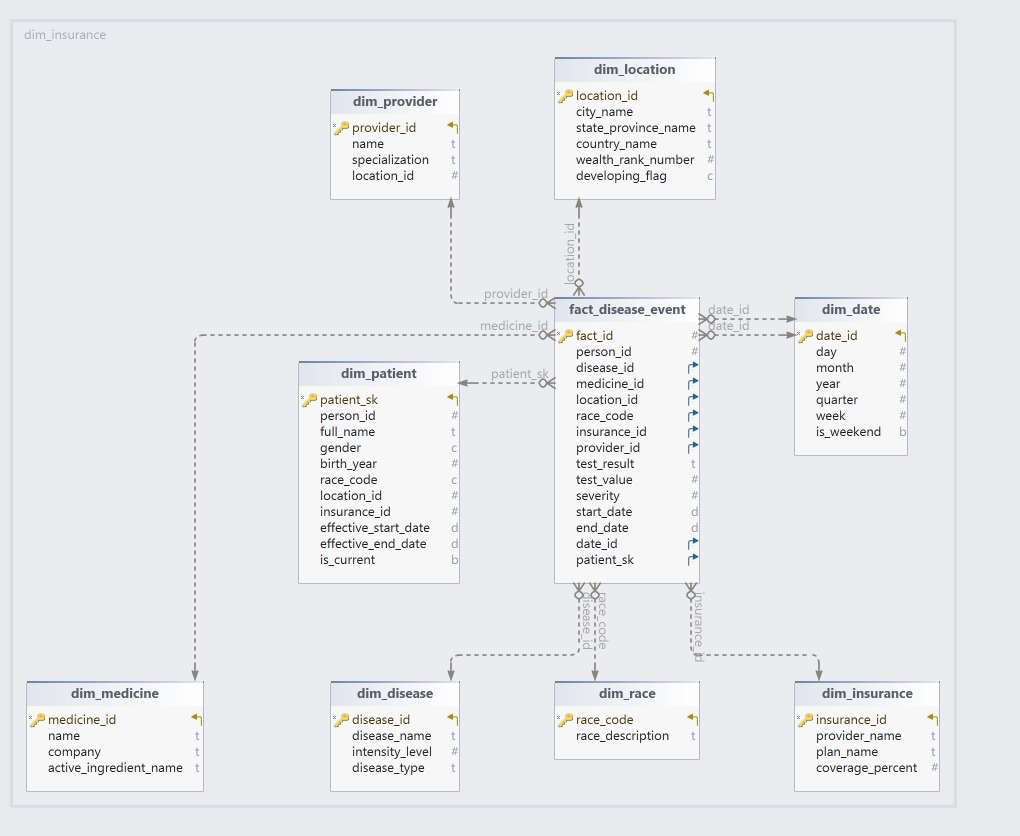 dim_insurance
dim_location
location_id
city_name t
state_province_name t
country_name t
wealth_rank_number #
developing_flag c
dim_provider
provider_id
name t
specialization t
location_id #
location_id
provider_id
medicine_id
patient_sk
date_id
date_id
fact_disease_event
fact_id #
person_id #
disease_id
medicine_id
location_id
race_code
insurance_id
provider_id
test_result t
test_value #
severity #
start_date d
end_date d
date_id
patient_sk
dim_date
date_id
day #
month #
year #
quarter #
week #
is_weekend b
dim_patient
patient_sk
person_id #
full_name t
gender c
birth_year #
race_code c
location_id #
insurance_id #
effective_start_date d
effective_end_date d
is_current b
disease_id
race_code
insurance_id
dim_medicine
medicine_id
name t
company t
active_ingredient_name t
dim_disease
disease_id
disease_name t
intensity_level #
disease_type t
dim_race
race_code
race_description t
dim_insurance
insurance_id
provider_name t
plan_name t
coverage_percent #